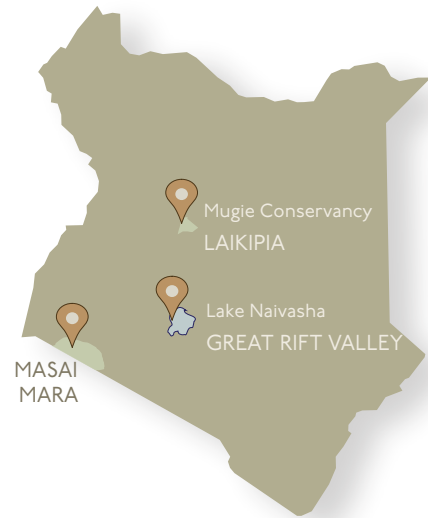 Mugie Conservancy
LAIKIPIA
Lake Naivasha
GREAT RIFT VALLEY
MASAI
MARA